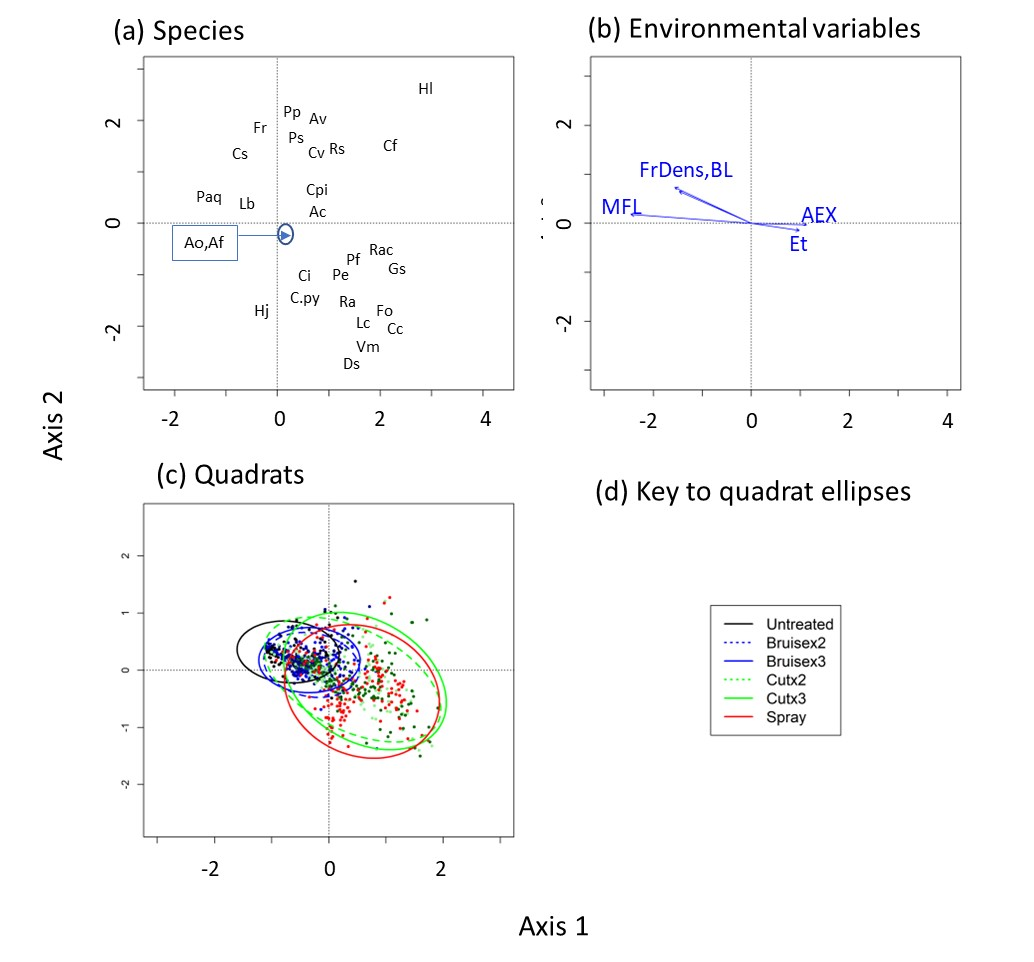 (a) Species
(b) Environmental variables
Hl
Pp
Av
Fr
Ps
Cs
Cv
Rs
Cf
Paq
Lb
Cpi
Ac
Ao,Af
Rac
Pf
Gs
Ci
Pe
C.py
Ra
Hj
Fo
Lc
Cc
Vm
Ds
2
0
-2
-2
0
2
4
FrDens,BL
MFL
AEX
Et
2
0
-2
-2
0
2
4
Axis 2
(c) Quadrats
(d) Key to quadrat ellipses
2
1
0
-1
-2
-2
0
2
Untreated
Bruisex2
Bruisex3
Cutx2
Cutx3
Spray
Axis 1